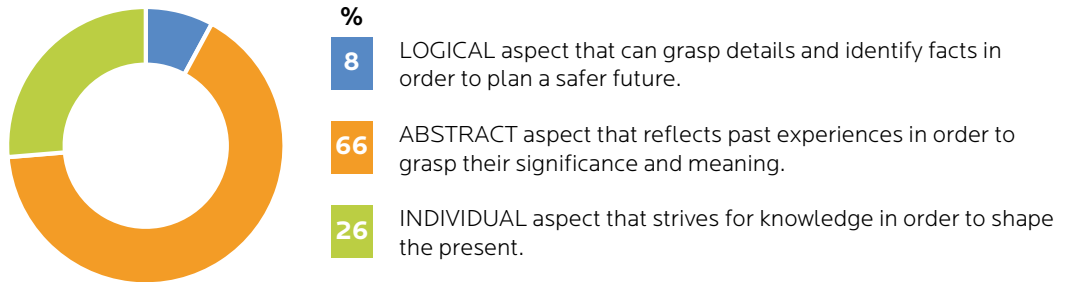 %
8
LOGICAL aspect that can grasp details and identify facts in
order to plan a safer future.
66
ABSTRACT aspect that reflects past experiences in order to
grasp their significance and meaning.
26
INDIVIDUAL aspect that strives for knowledge in order to shape
the present.